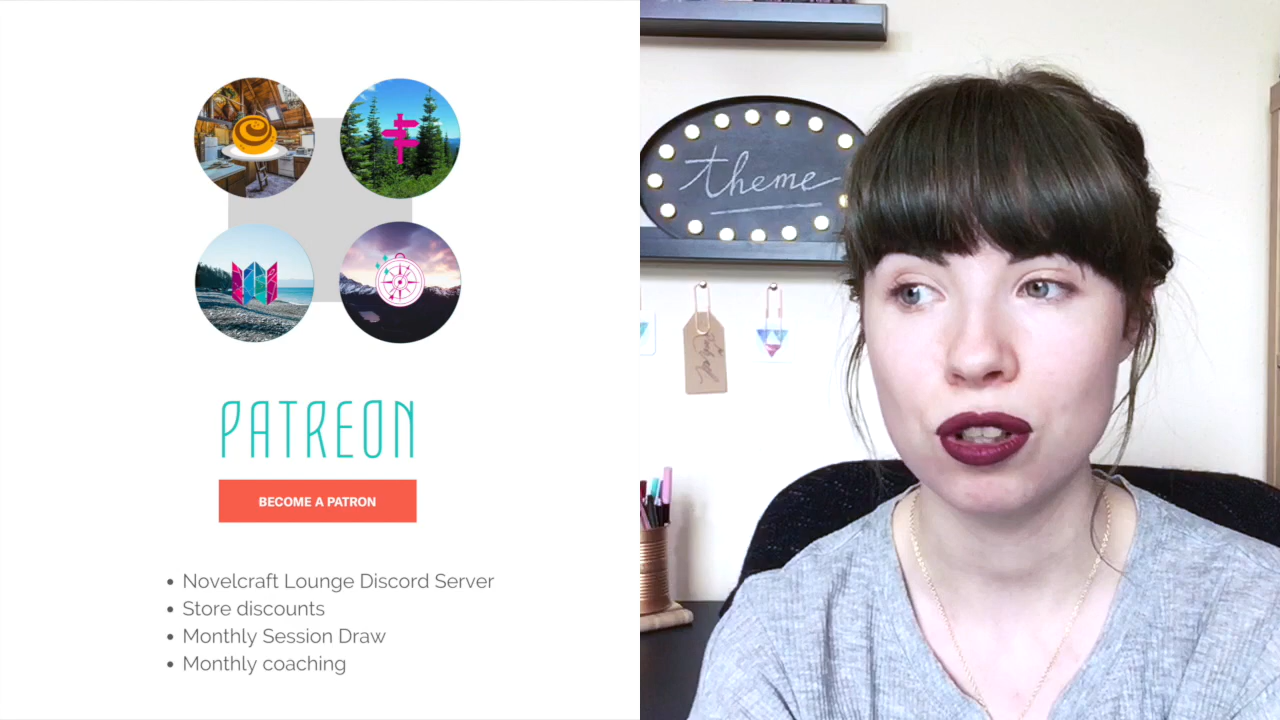 PATREON
BECOME A PATRON
Novelcraft Lounge Discord Server
Store discounts
Monthly Session Draw
Monthly coaching
theme